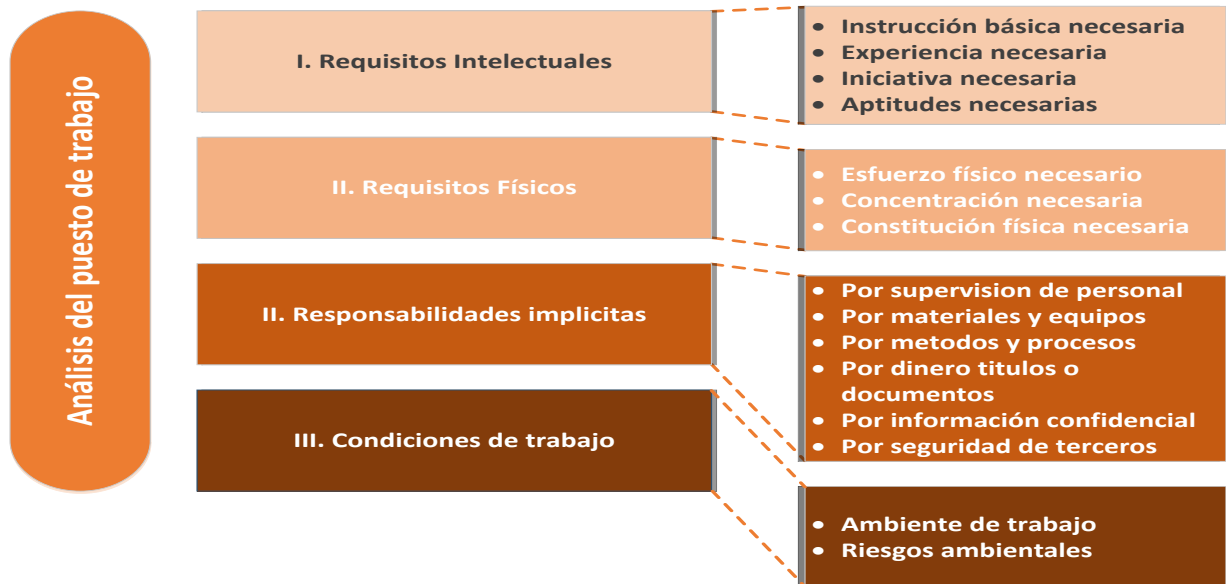 Análisis del puesto de trabajo
I. Requisitos Intelectuales
• Instrucción básica necesaria
• Experiencia necesaria
• Iniciativa necesaria
• Aptitudes necesarias
II. Requisitos Físicos
• Esfuerzo físico necesario
• Concentración necesaria
• Constitución física necesaria
II. Responsabilidades implicitas
• Por supervision de personal
• Por materiales y equipos
• Por metodos y procesos
• Por dinero titulos o
documentos
• Por información confidencial
• Por seguridad de terceros
III. Condiciones de trabajo
• Ambiente de trabajo
• Riesgos ambientales